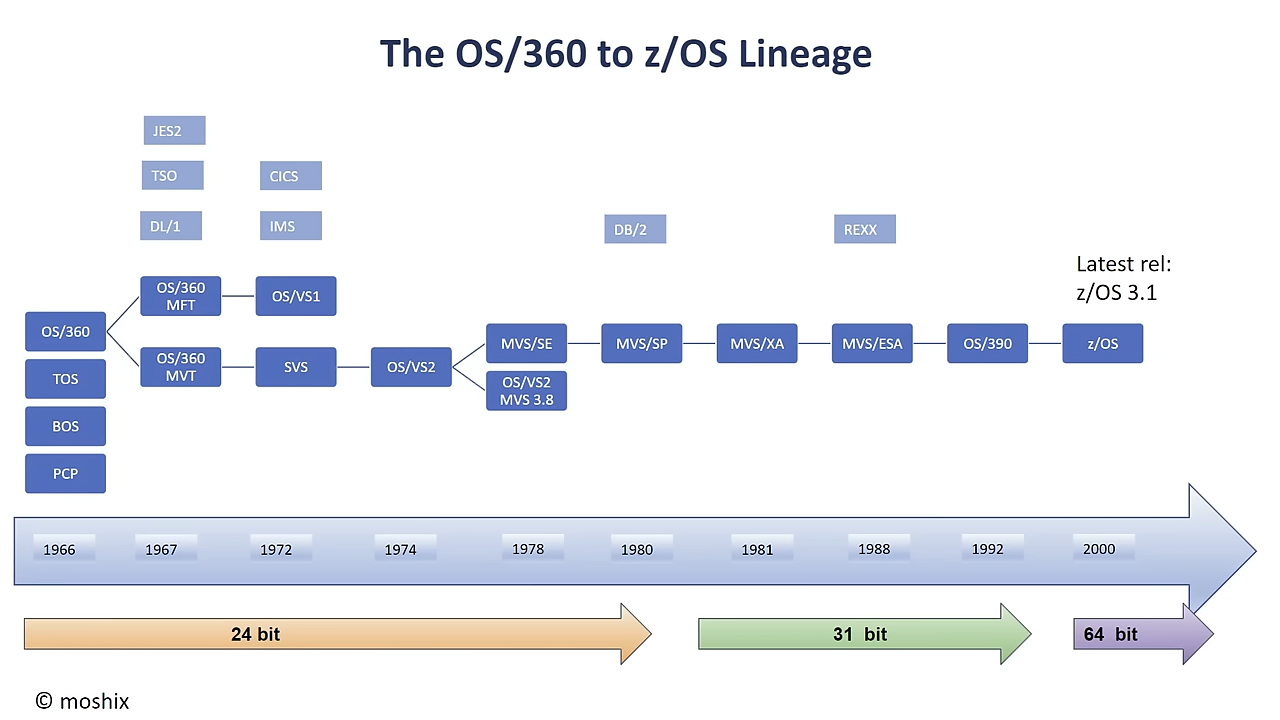 The OS/360 to z/OS Lineage
JES2
TSO
CICS
DL/1
IMS
DB/2
REXX
Latest rel:
z/OS 3.1
OS/360
MFT
OS/VS1
OS/360
TOS
BOS
PCP
OS/360
MVT
SVS
OS/VS2
MVS/SE
OS/VS2
MVS 3.8
MVS/SP
MVS/XA
MVS/ESA
OS/390
z/OS
1966
1967
1972
1974
1978
1980
1981
1988
1992
2000
24 bit
31 bit
64 bit
© moshix